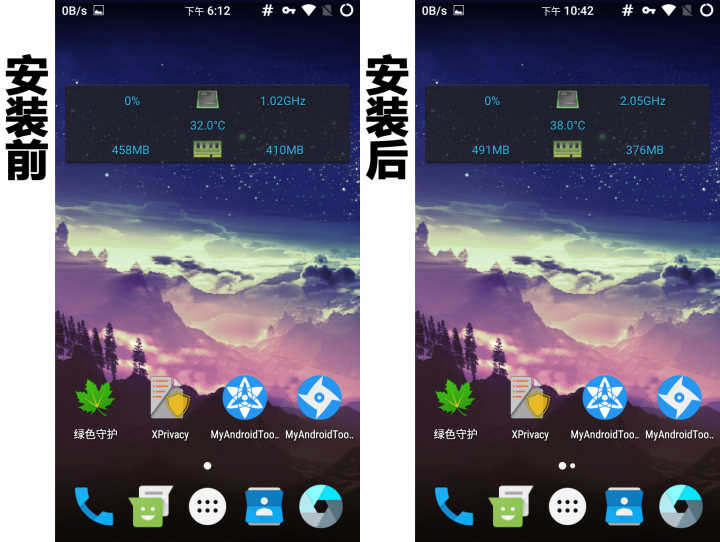 安装前
0B/s
下午 6:12
0%
1.02GHz
32.0°C
458MB
410MB
绿色守护
XPrivacy
MyAndroidToo..
MyAndroidToo..
安装后
0B/s
下午 10:42
0%
2.05GHz
38.0°C
491MB
376MB
绿色守护
XPrivacy
MyAndroidToo..
MyAndroidToo..